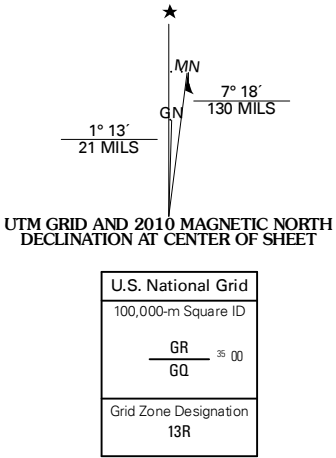 ★
MN
GN
7° 18´
130 MILS
1° 13´
21 MILS
UTM GRID AND 2010 MAGNETIC NORTH
DECLINATION AT CENTER OF SHEET
U.S. National Grid
100,000-m Square ID
GR
35 00
GQ
Grid Zone Designation
13R